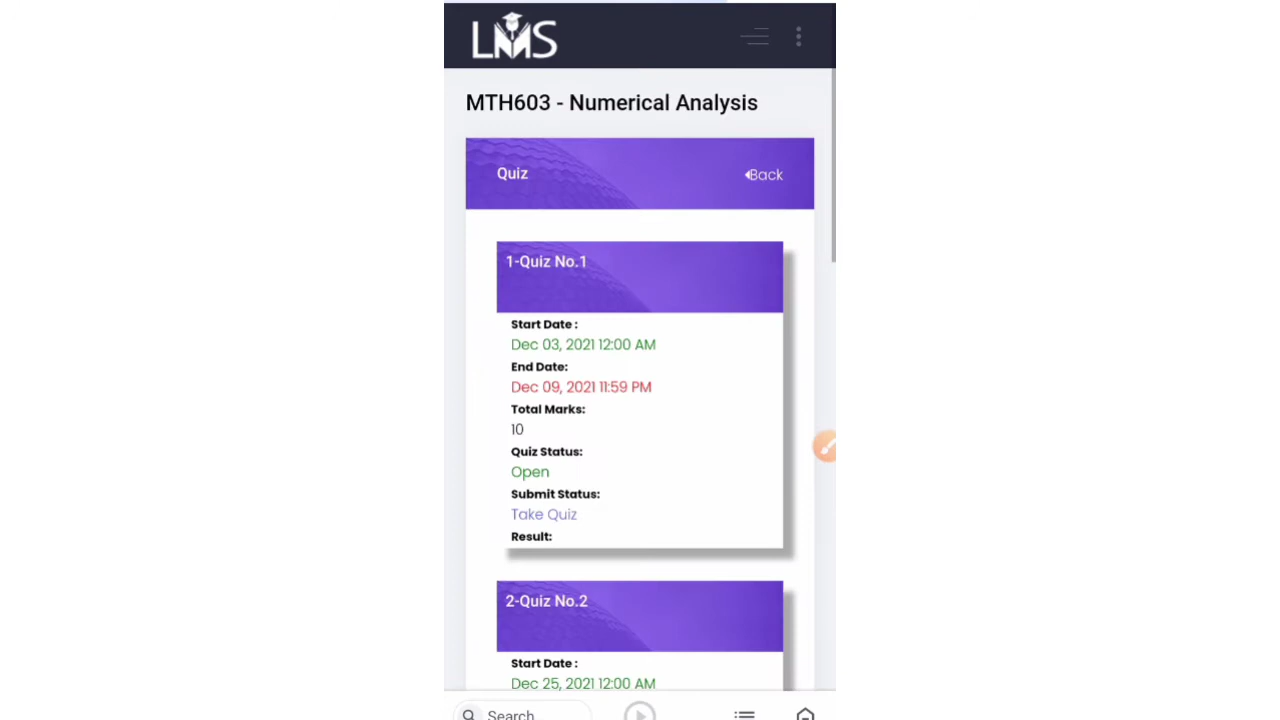 LMS
MTH603 - Numerical Analysis
Quiz
Back
1-Quiz No.1
Start Date :
Dec 03, 2021 12:00 AM
End Date:
Dec 09, 2021 11:59 PM
Total Marks:
10
Quiz Status:
Open
Submit Status:
Take Quiz
Result:
2-Quiz No.2
Start Date :
Dec 25, 2021 12:00 AM
Search...